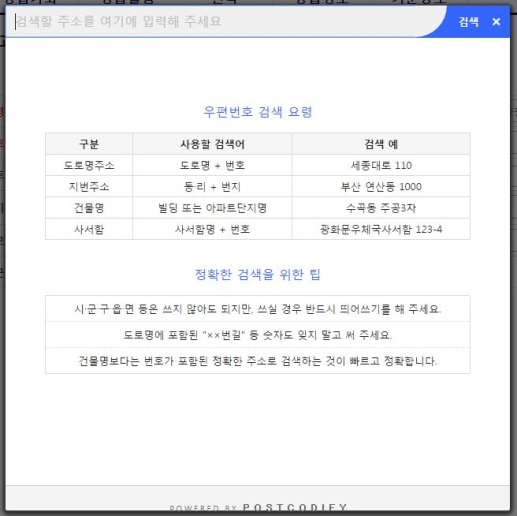 검색할 주소를 여기에 입력해 주세요 검색 ×
우편번호 검색 요령
구분 사용할 검색어 검색 예
도로명주소 도로명 + 번호 세종대로 110
지번주소 동·리 + 번지 부산 연산동 1000
건물명 빌딩 또는 아파트단지명 수곡동 주공3차
사서함 사서함명 + 번호 광화문우체국사서함 123-4
정확한 검색을 위한 팁
시·군·구·읍·면 등은 쓰지 않아도 되지만, 쓰실 경우 반드시 띄어쓰기를 해 주세요.
도로명에 포함된 "××번길" 등 숫자도 잊지 말고 써 주세요.
건물명보다는 번호가 포함된 정확한 주소로 검색하는 것이 빠르고 정확합니다.
POWERED BY POSTCODIFY